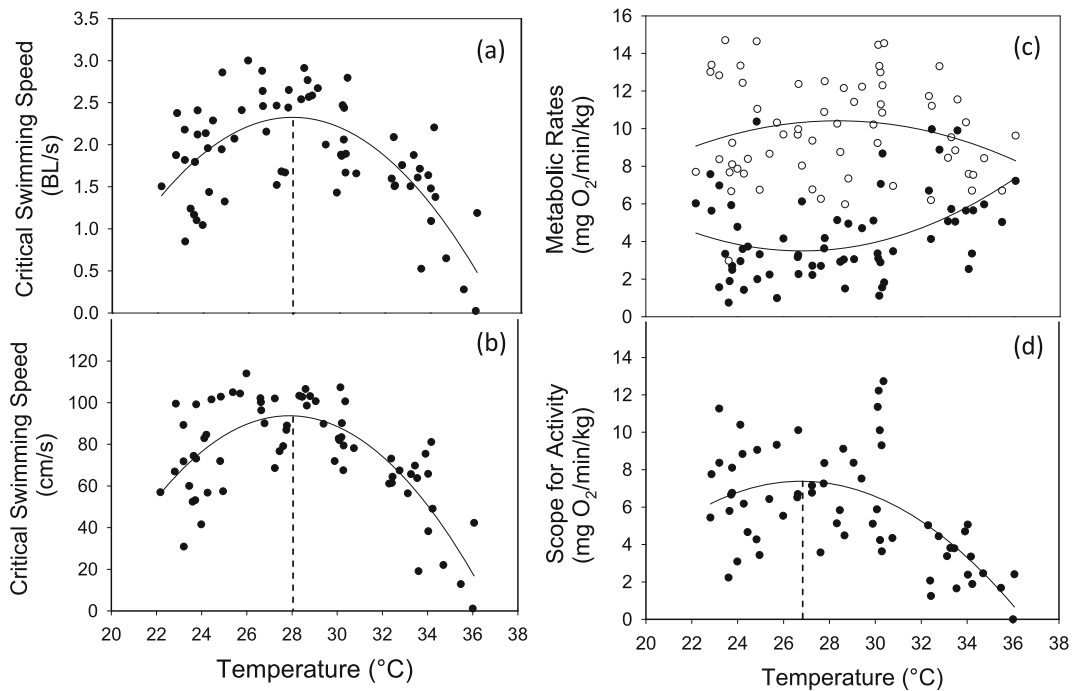 (a)
Critical Swimming Speed
(BL/s)
3.5
3.0
2.5
2.0
1.5
1.0
0.5
0.0
(b)
Critical Swimming Speed
(cm/s)
120
100
80
60
40
20
0
20 22 24 26 28 30 32 34 36 38
Temperature (°C)
(c)
Metabolic Rates
(mg O₂/min/kg)
16
14
12
10
8
6
4
2
0
(d)
Scope for Activity
(mg O₂/min/kg)
14
12
10
8
6
4
2
0
20 22 24 26 28 30 32 34 36 38
Temperature (°C)